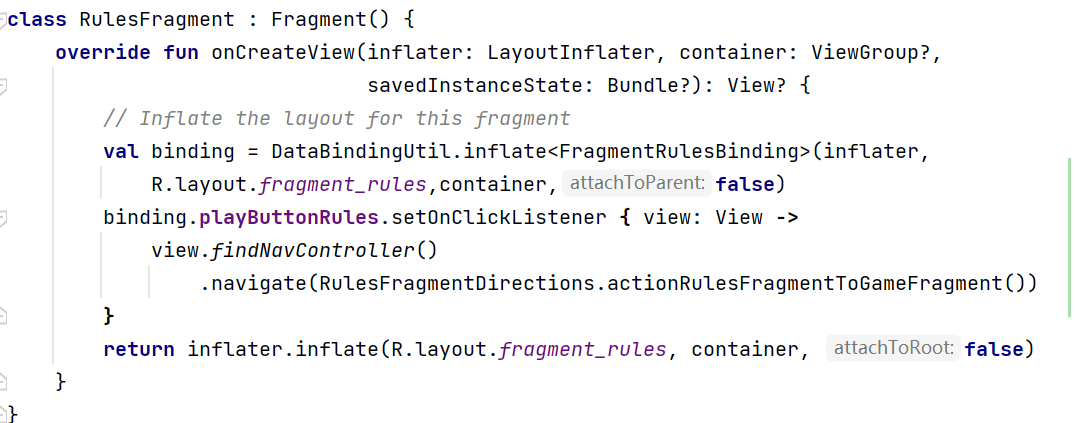 class RulesFragment : Fragment() {
    override fun onCreateView(inflater: LayoutInflater, container: ViewGroup?,
                              savedInstanceState: Bundle?): View? {
        // Inflate the layout for this fragment
        val binding = DataBindingUtil.inflate<FragmentRulesBinding>(inflater,
            R.layout.fragment_rules,container, attachToParent: false)
        binding.playButtonRules.setOnClickListener { view: View ->
            view.findNavController()
                .navigate(RulesFragmentDirections.actionRulesFragmentToGameFragment())
        }
        return inflater.inflate(R.layout.fragment_rules, container, attachToRoot: false)
    }
}